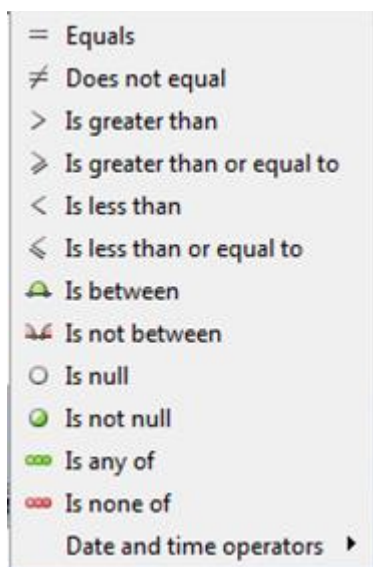 = Equals
≠ Does not equal
> Is greater than
⩾ Is greater than or equal to
< Is less than
⩽ Is less than or equal to
Is between
Is not between
Is null
Is not null
Is any of
Is none of
Date and time operators